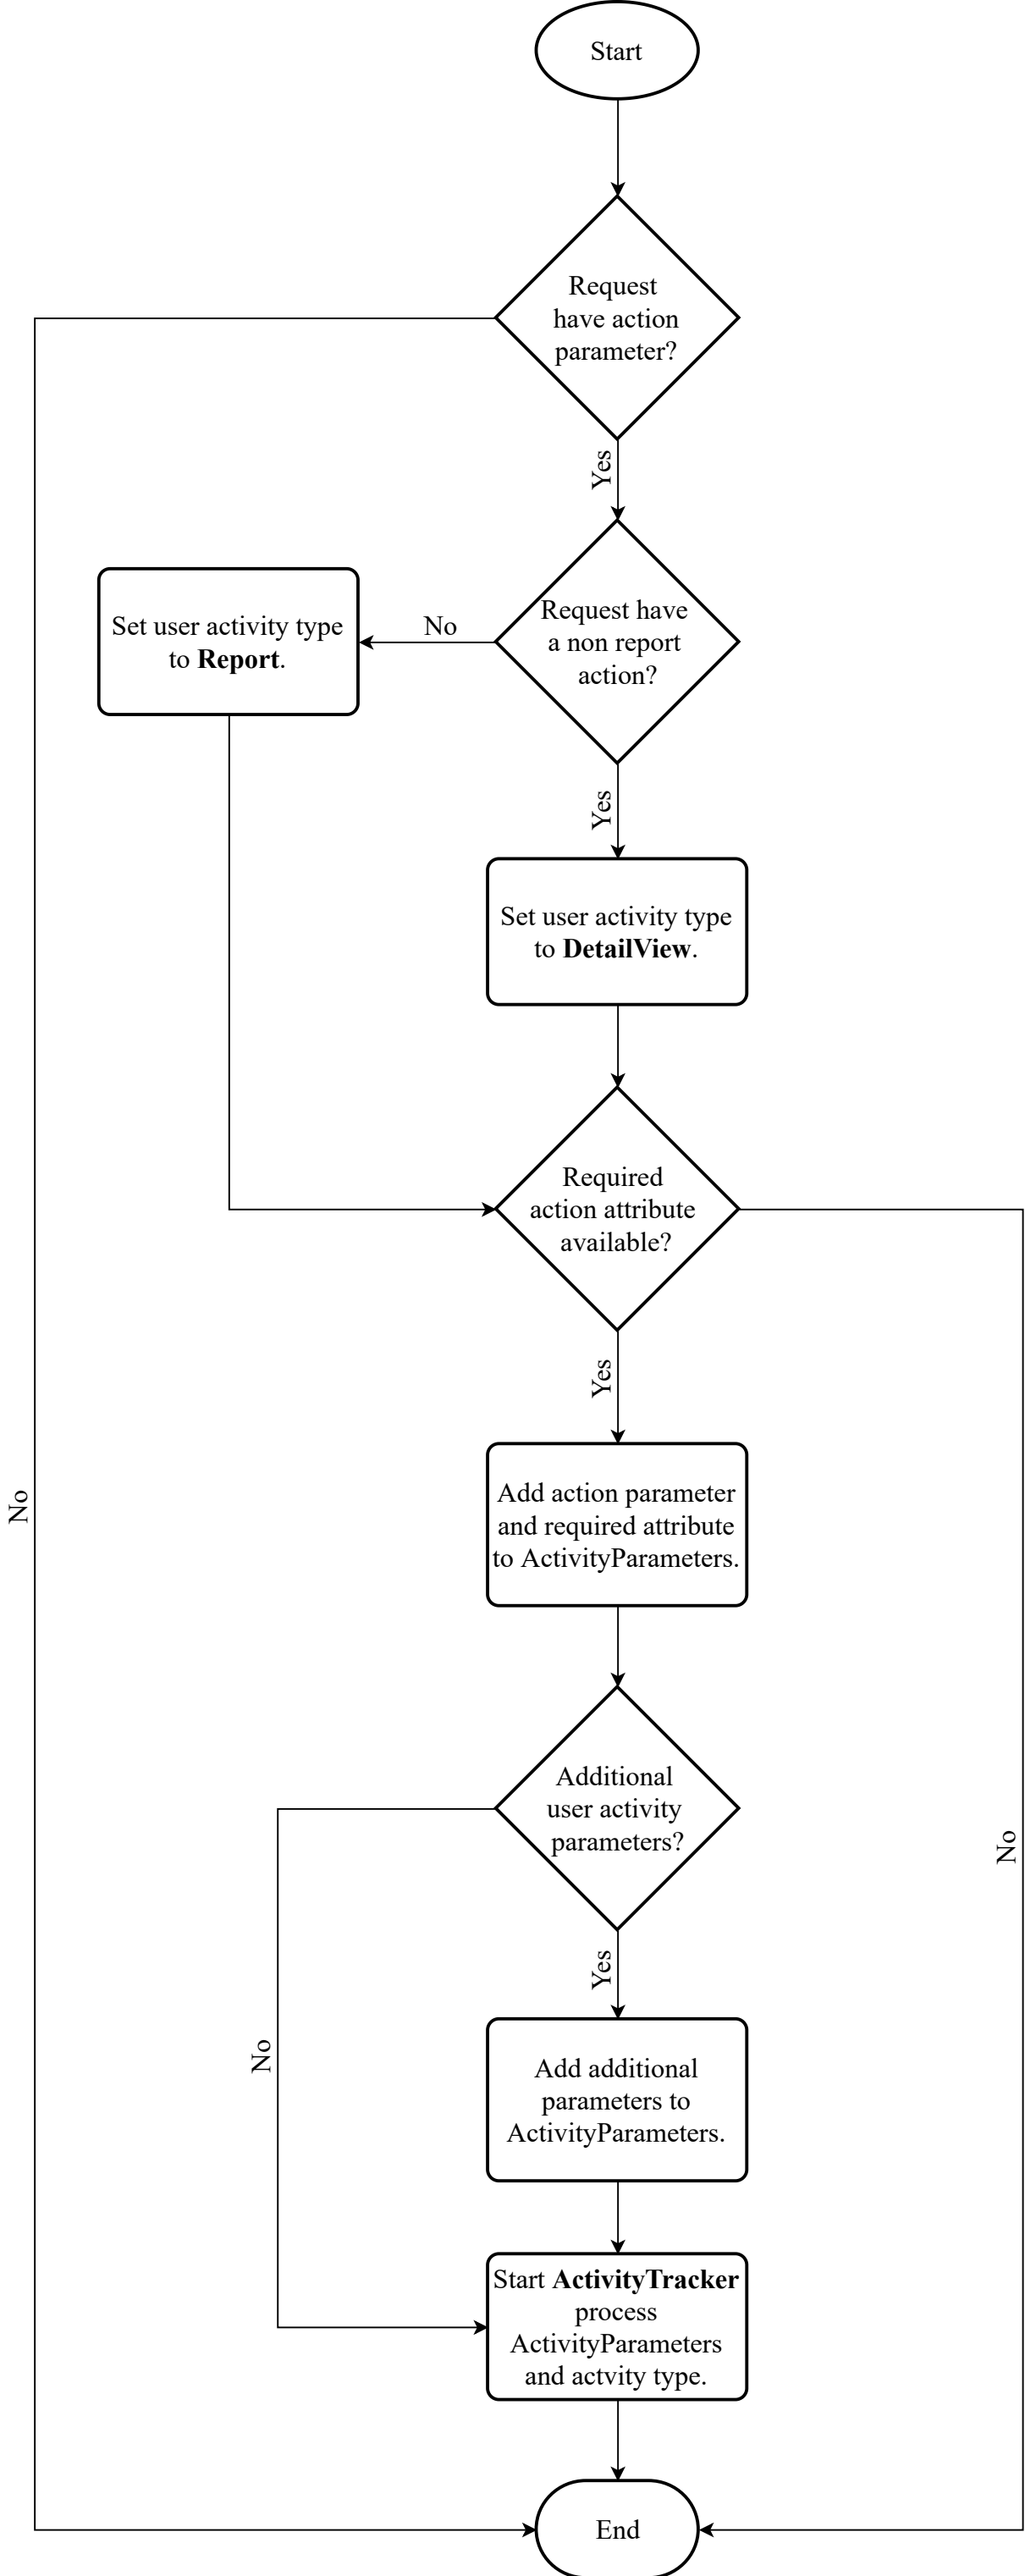 Start
Request
have action
parameter?
Yes
Request have
a non report
action?
No
Set user activity type
to Report.
Yes
Set user activity type
to DetailView.
Required
action attribute
available?
Yes
Add action parameter
and required attribute
to ActivityParameters.
No
Additional
user activity
parameters?
No
Yes
No
Add additional
parameters to
ActivityParameters.
Start ActivityTracker
process
ActivityParameters
and actvity type.
End